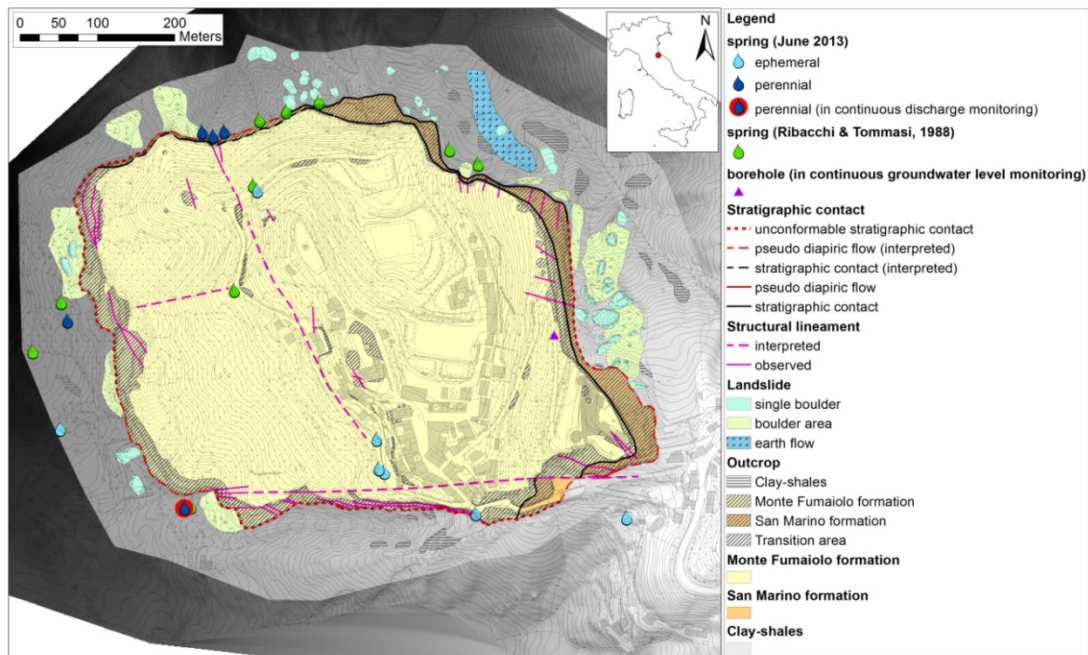 0 50 100 200
Meters
N
Legend
spring (June 2013)
ephemeral
perennial
perennial (in continuous discharge monitoring)
spring (Ribacchi & Tommasi, 1988)
borehole (in continuous groundwater level monitoring)
Stratigraphic contact
unconformable stratigraphic contact
pseudo diapiric flow (interpreted)
stratigraphic contact (interpreted)
pseudo diapiric flow
stratigraphic contact
Structural lineament
interpreted
observed
Landslide
single boulder
boulder area
earth flow
Outcrop
Clay-shales
Monte Fumaiolo formation
San Marino formation
Transition area
Monte Fumaiolo formation
San Marino formation
Clay-shales